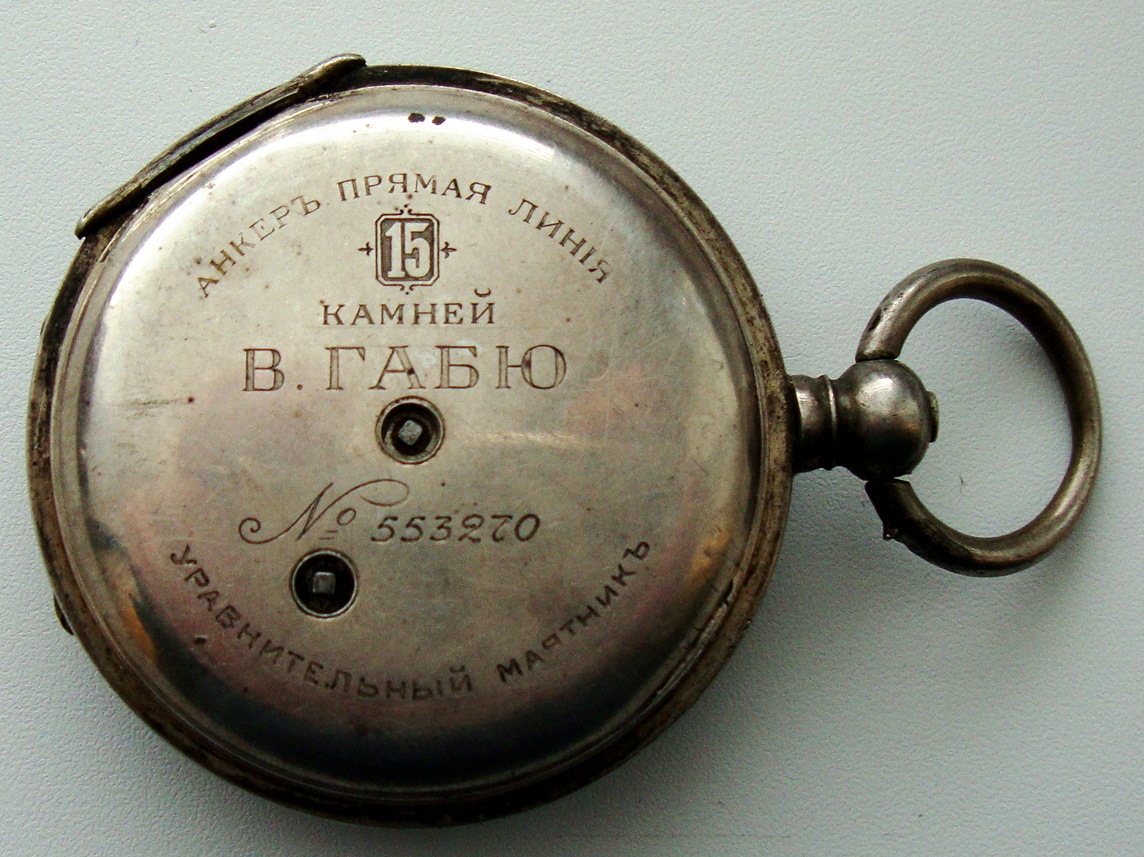 АНКЕРЪ ПРЯМАЯ ЛИНІЯ
15
КАМНЕЙ
В. ГАБЮ
№ 553270
УРАВНИТЕЛЬНЫЙ МАЯТНИКЪ